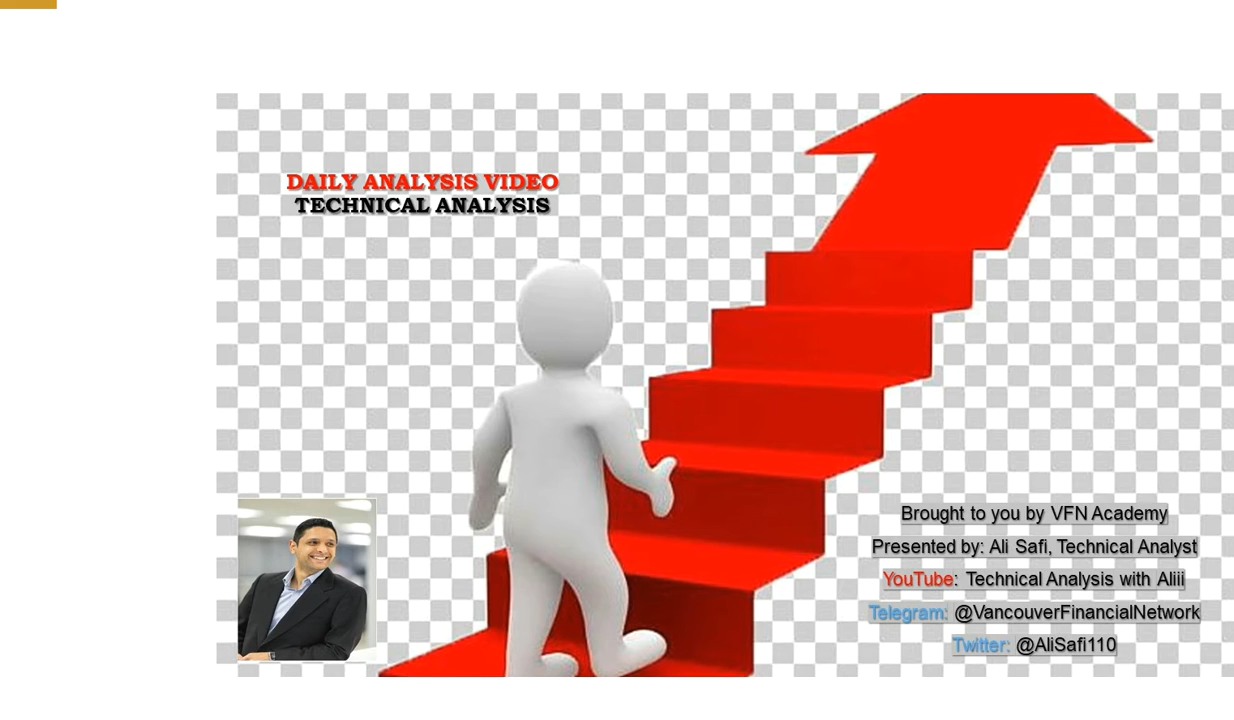 DAILY ANALYSIS VIDEO
TECHNICAL ANALYSIS
Brought to you by VFN Academy
Presented by: Ali Safi, Technical Analyst
YouTube: Technical Analysis with Aliii
Telegram: @VancouverFinancialNetwork
Twitter: @AliSafi110